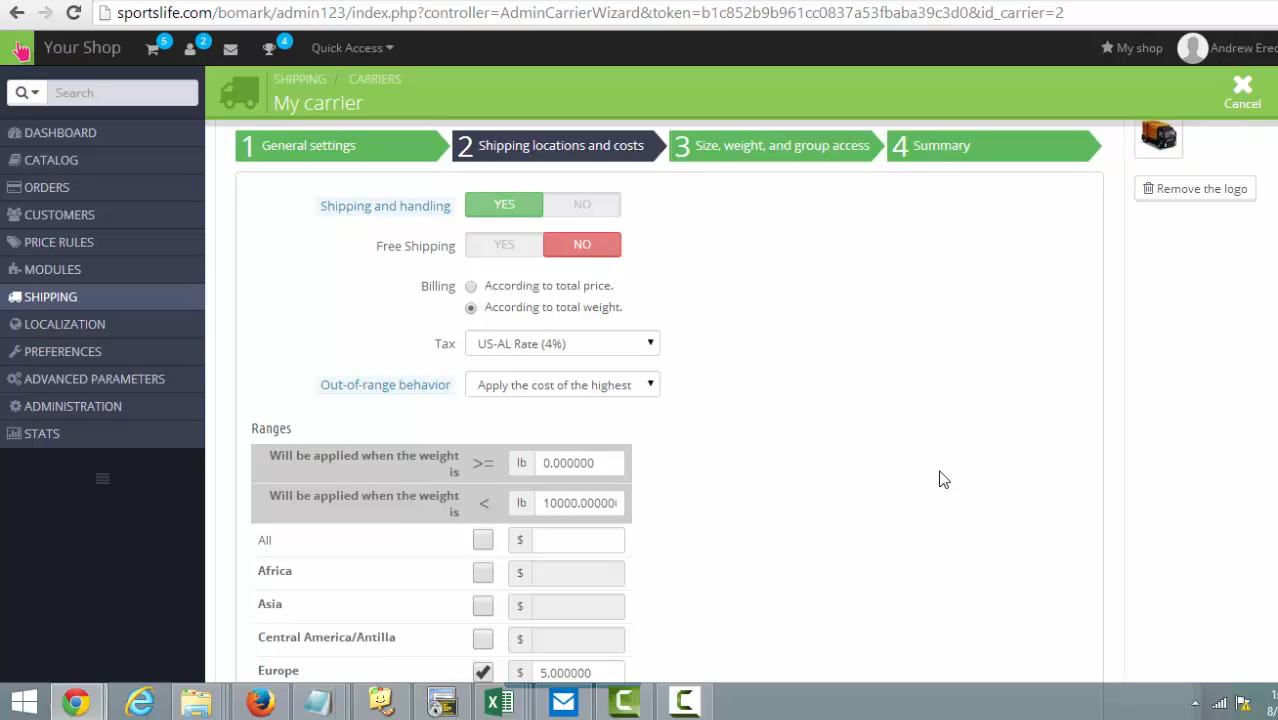 sportslife.com/bomark/admin123/index.php?controller=AdminCarrierWizard&token=b1c852b9b961cc0837a53fbaba39c3d0&id_carrier=2
Your Shop 5 2 4 Quick Access My shop Andrew Ered
Search
SHIPPING / CARRIERS
My carrier
Cancel
DASHBOARD
CATALOG
ORDERS
CUSTOMERS
PRICE RULES
MODULES
SHIPPING
LOCALIZATION
PREFERENCES
ADVANCED PARAMETERS
ADMINISTRATION
STATS
1 General settings 2 Shipping locations and costs 3 Size, weight, and group access 4 Summary
Remove the logo
Shipping and handling YES NO
Free Shipping YES NO
Billing According to total price.
According to total weight.
Tax US-AL Rate (4%)
Out-of-range behavior Apply the cost of the highest
Ranges
Will be applied when the weight
is >= lb 0.000000
Will be applied when the weight
is < lb 10000.00000
All $
Africa $
Asia $
Central America/Antilla $
Europe $ 5.000000